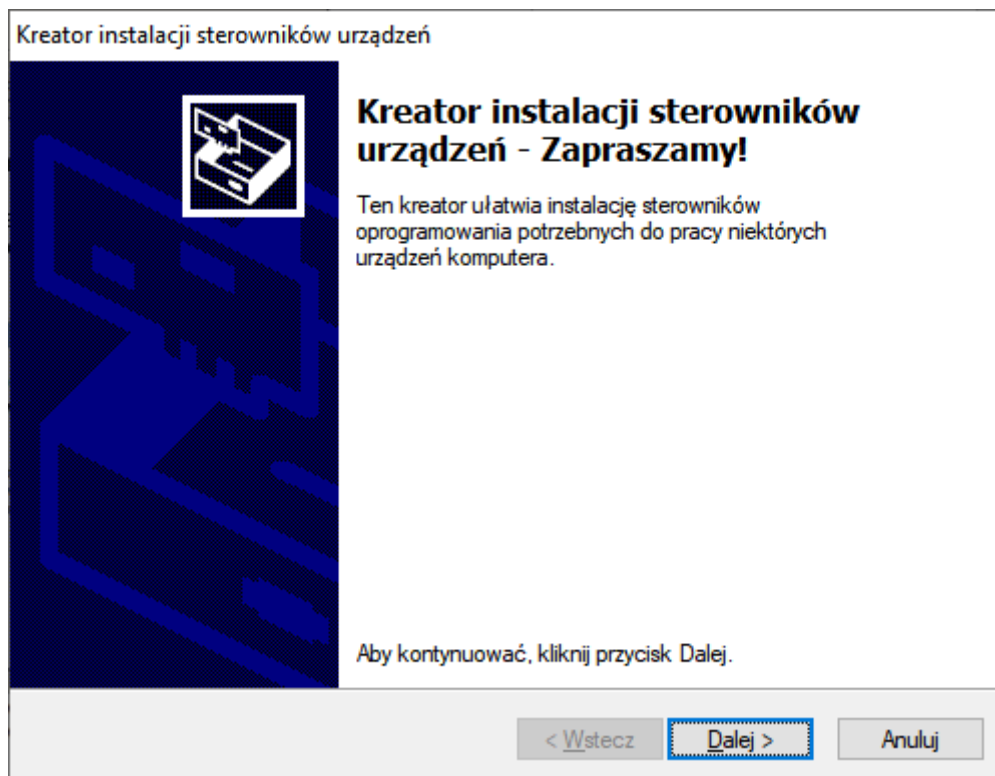 Kreator instalacji sterowników urządzeń
Kreator instalacji sterowników
urządzeń - Zapraszamy!
Ten kreator ułatwia instalację sterowników
oprogramowania potrzebnych do pracy niektórych
urządzeń komputera.
Aby kontynuować, kliknij przycisk Dalej.
< Wstecz
Dalej >
Anuluj